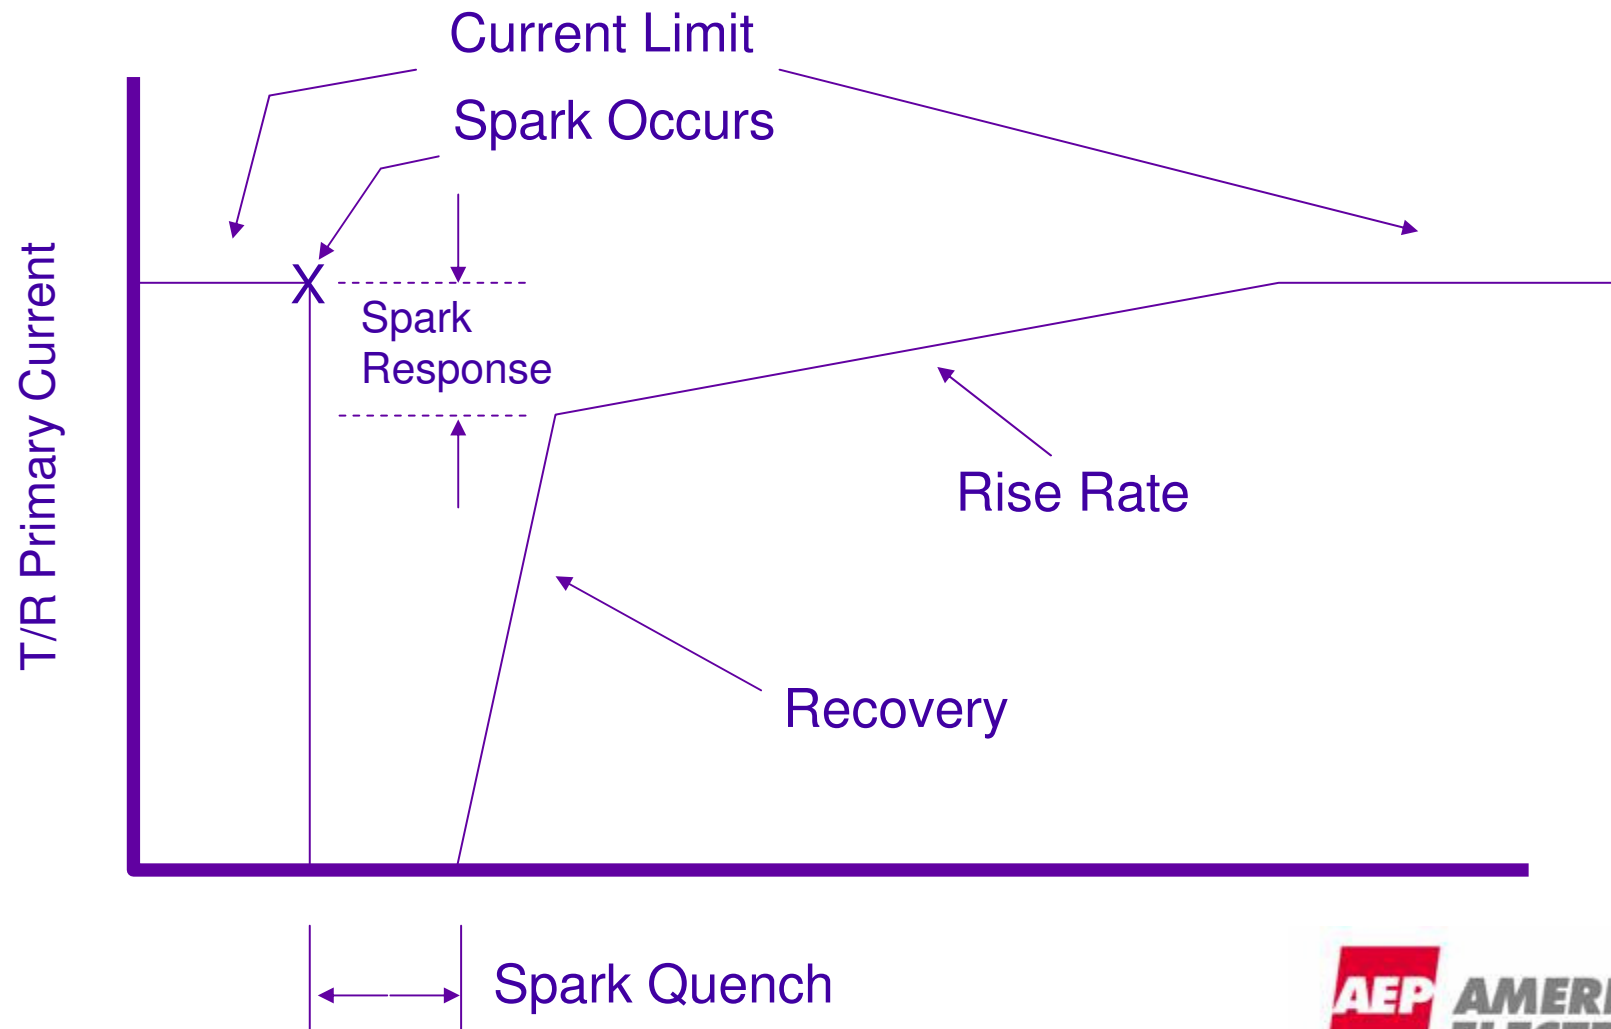 Current Limit
Spark Occurs
T/R Primary Current
X
Spark
Response
Rise Rate
Recovery
Spark Quench
AEP